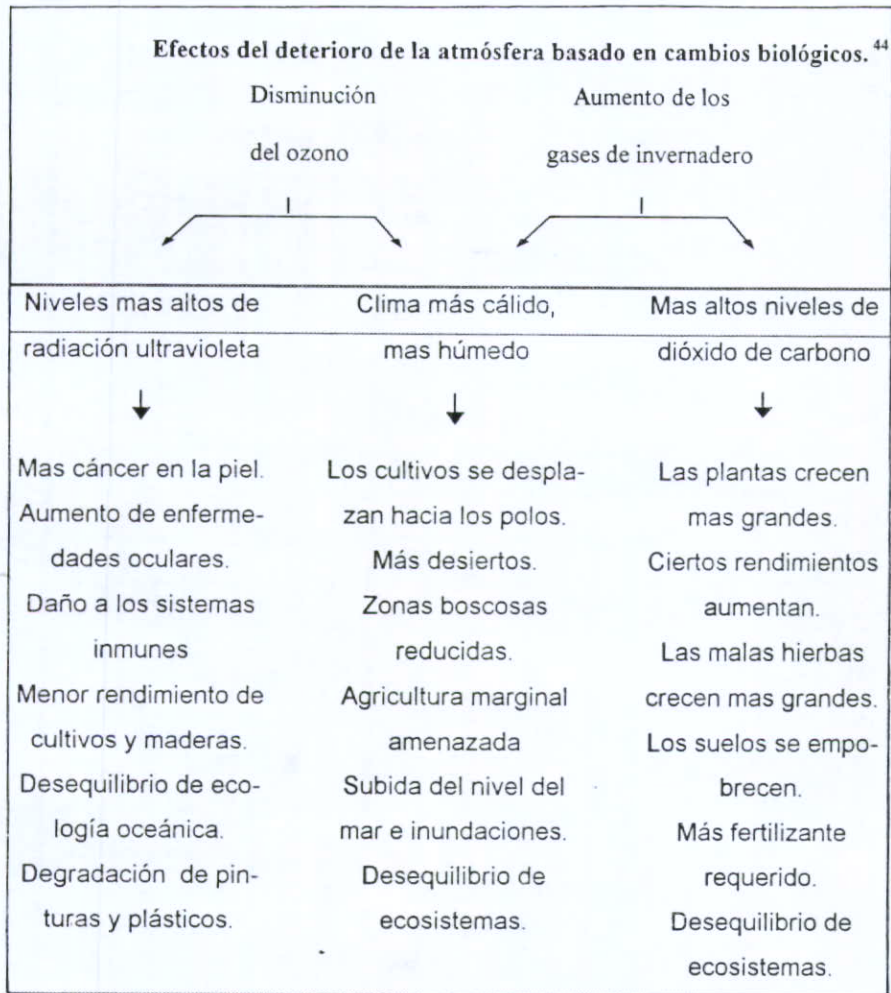 Efectos del deterioro de la atmósfera basado en cambios biológicos. 44
Disminución
del ozono
Aumento de los
gases de invernadero
Niveles mas altos de
radiación ultravioleta
Mas cáncer en la piel.
Aumento de enferme-
dades oculares.
Daño a los sistemas
inmunes
Menor rendimiento de
cultivos y maderas.
Desequilibrio de eco-
logía oceánica.
Degradación de pin-
turas y plásticos.
Clima más cálido,
mas húmedo
Los cultivos se despla-
zan hacia los polos.
Más desiertos.
Zonas boscosas
reducidas.
Agricultura marginal
amenazada
Subida del nivel del
mar e inundaciones.
Desequilibrio de
ecosistemas.
Mas altos niveles de
dióxido de carbono
Las plantas crecen
mas grandes.
Ciertos rendimientos
aumentan.
Las malas hierbas
crecen mas grandes.
Los suelos se empo-
brecen.
Más fertilizante
requerido.
Desequilibrio de
ecosistemas.